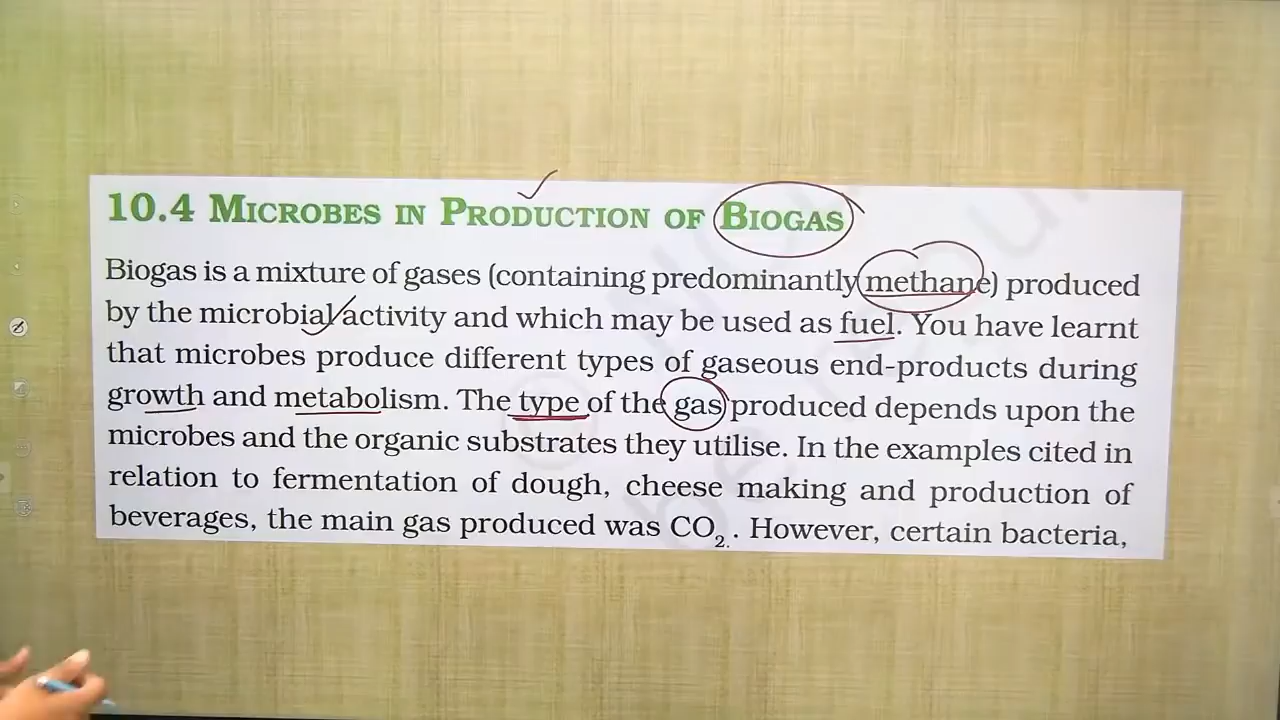 10.4 MICROBES IN PRODUCTION OF BIOGAS
Biogas is a mixture of gases (containing predominantly methane) produced
by the microbial activity and which may be used as fuel. You have learnt
that microbes produce different types of gaseous end-products during
growth and metabolism. The type of the gas produced depends upon the
microbes and the organic substrates they utilise. In the examples cited in
relation to fermentation of dough, cheese making and production of
beverages, the main gas produced was CO₂. However, certain bacteria,